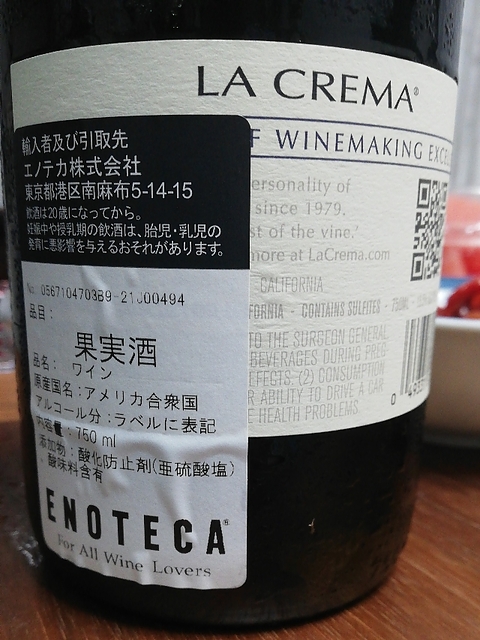 LA CREMA®
F WINEMAKING EXCEL
ersonality of
since 1979.
st of the vine.
more at LaCrema.com
CALIFORNIA
FORNIA - CONTAINS SULFITES - 750ML
TO THE SURGEON GENERAL
BEVERAGES DURING PREG
EFECTS. (2) CONSUMPTION
R ABILITY TO DRIVE A CAR
E HEALTH PROBLEMS.
輸入者及び引取先
エノテカ株式会社
東京都港区南麻布5-14-15
飲酒は20歳になってから。
妊娠中や授乳期の飲酒は、胎児・乳児の
発育に悪影響を与えるおそれがあります。
No. 0567104703B9-21J00494
品目:
果実酒
品名: ワイン
原産国名:アメリカ合衆国
アルコール分:ラベルに表記
内容量:750 ml
添加物:酸化防止剤(亜硫酸塩)
、酸味料含有
ENOTECA®
For All Wine Lovers